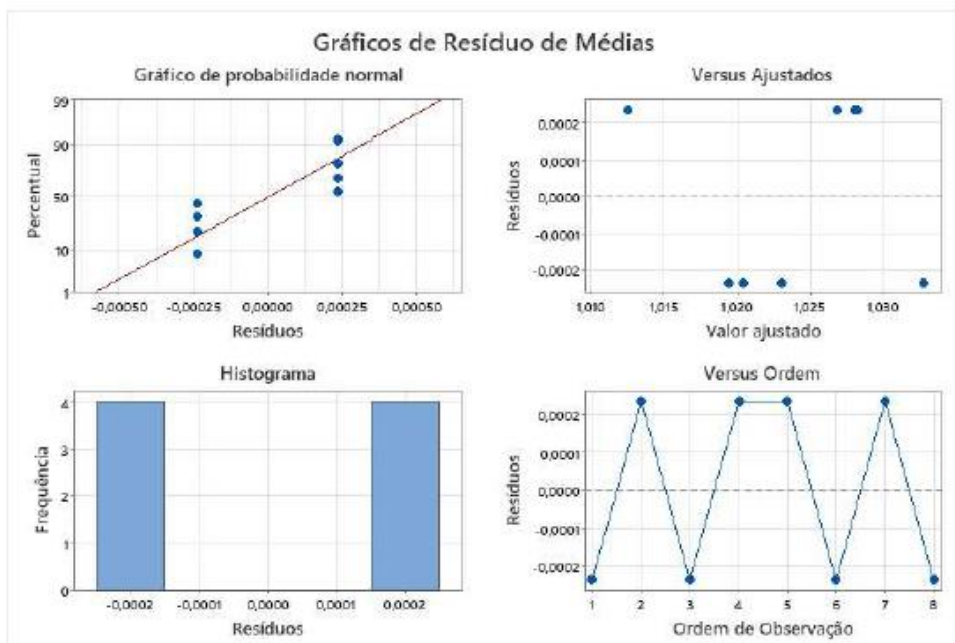 Gráficos de Resíduo de Médias
Gráfico de probabilidade normal
99
90
50
10
1
Percentual
-0,00050 -0,00025 0,00000 0,00025 0,00050
Resíduos
Versus Ajustados
0,0002
0,0001
0,0000
-0,0001
-0,0002
Resíduos
1,010 1,015 1,020 1,025 1,030
Valor ajustado
Histograma
4
3
2
1
0
Frequência
-0,0002 -0,0001 0,0000 0,0001 0,0002
Resíduos
Versus Ordem
0,0002
0,0001
0,0000
-0,0001
-0,0002
Resíduos
1 2 3 4 5 6 7 8
Ordem de Observação